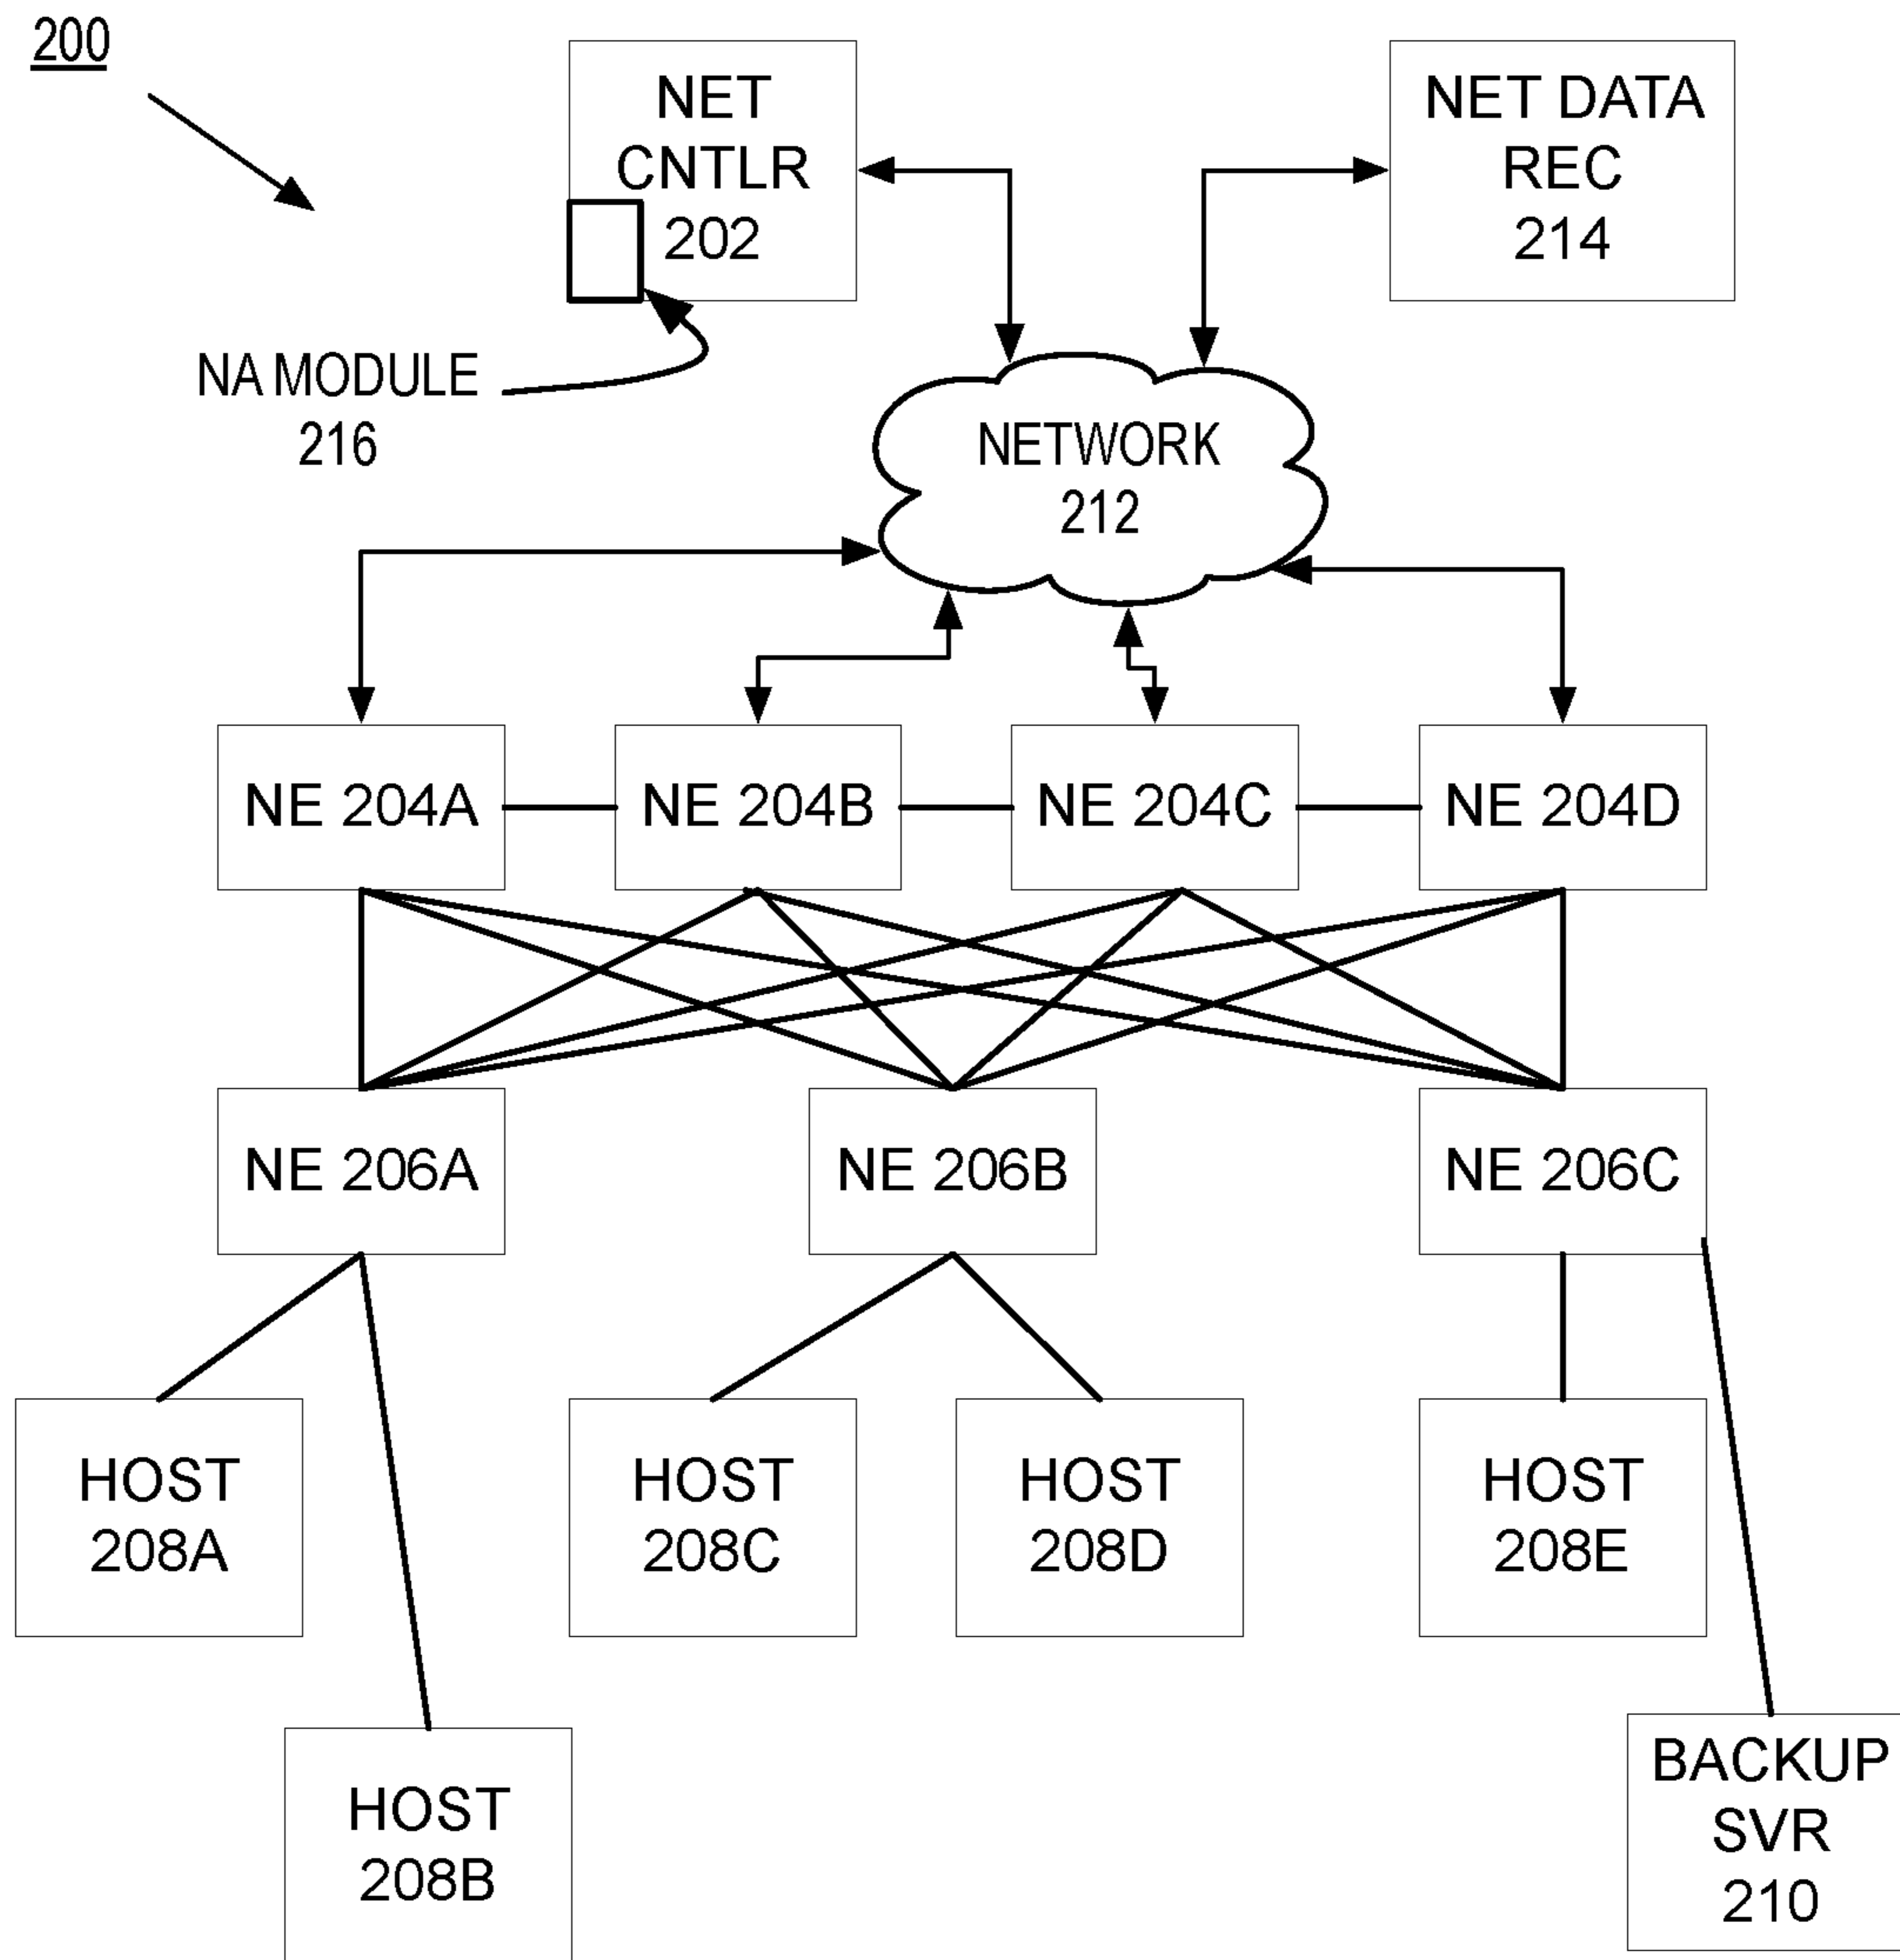 200
NET
CNTLR
202
NET DATA
REC
214
NA MODULE
216
NETWORK
212
NE 204A
NE 204B
NE 204C
NE 204D
NE 206A
NE 206B
NE 206C
HOST
208A
HOST
208C
HOST
208D
HOST
208E
HOST
208B
BACKUP
SVR
210